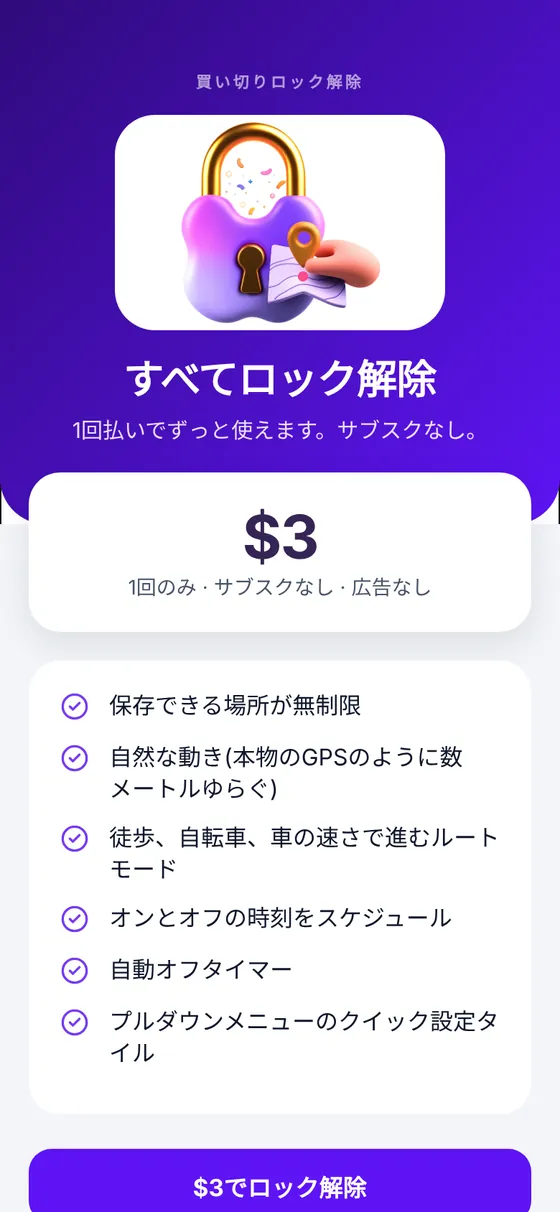 買い切りロック解除
すべてロック解除
1回払いでずっと使えます。サブスクなし。
$3
1回のみ · サブスクなし · 広告なし
保存できる場所が無制限
自然な動き(本物のGPSのように数
メートルゆらぐ)
徒歩、自転車、車の速さで進むルート
モード
オンとオフの時刻をスケジュール
自動オフタイマー
プルダウンメニューのクイック設定タ
イル
$3でロック解除